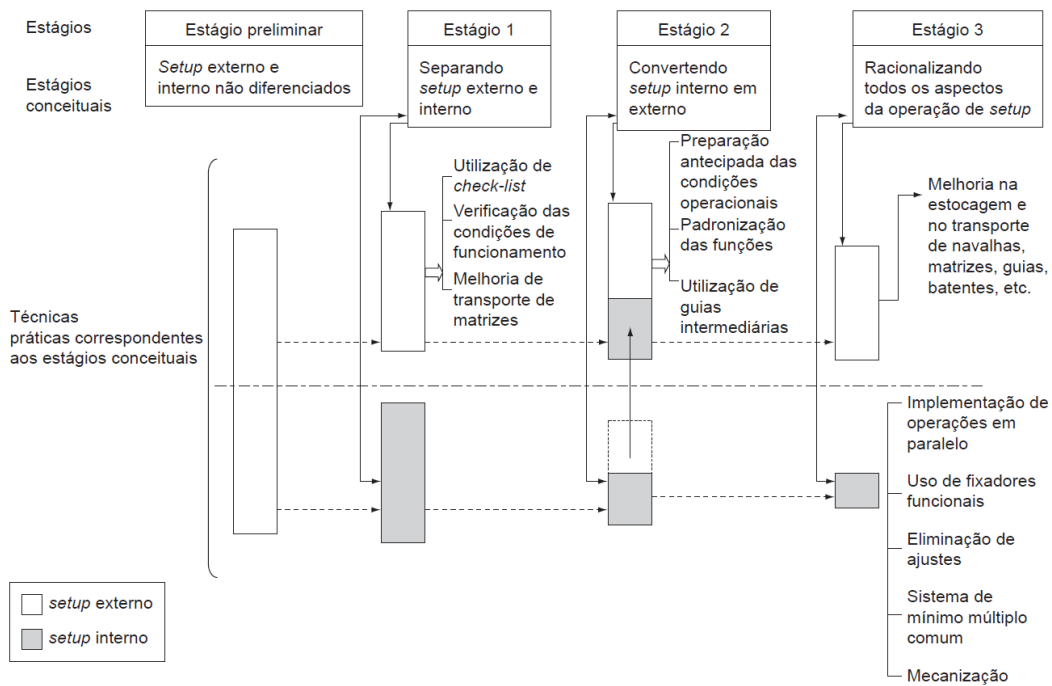 Estágios
Estágio preliminar
Estágio 1
Estágio 2
Estágio 3
Estágios
conceituais
Setup externo e
interno não diferenciados
Separando
setup externo e
interno
Convertendo
setup interno em
externo
Racionalizando
todos os aspectos
da operação de setup
Utilização de
check-list
Verificação das
condições de
funcionamento
Melhoria de
transporte de
matrizes
Preparação
antecipada das
condições
operacionais
Padronização
das funções
Utilização de
guias
intermediárias
Melhoria na
estocagem e
no transporte
de navalhas,
matrizes, guias,
batentes, etc.
Técnicas
práticas correspondentes
aos estágios conceituais
Implementação de
operações em
paralelo
Uso de fixadores
funcionais
Eliminação de
ajustes
Sistema de
mínimo múltiplo
comum
Mecanização
setup externo
setup interno